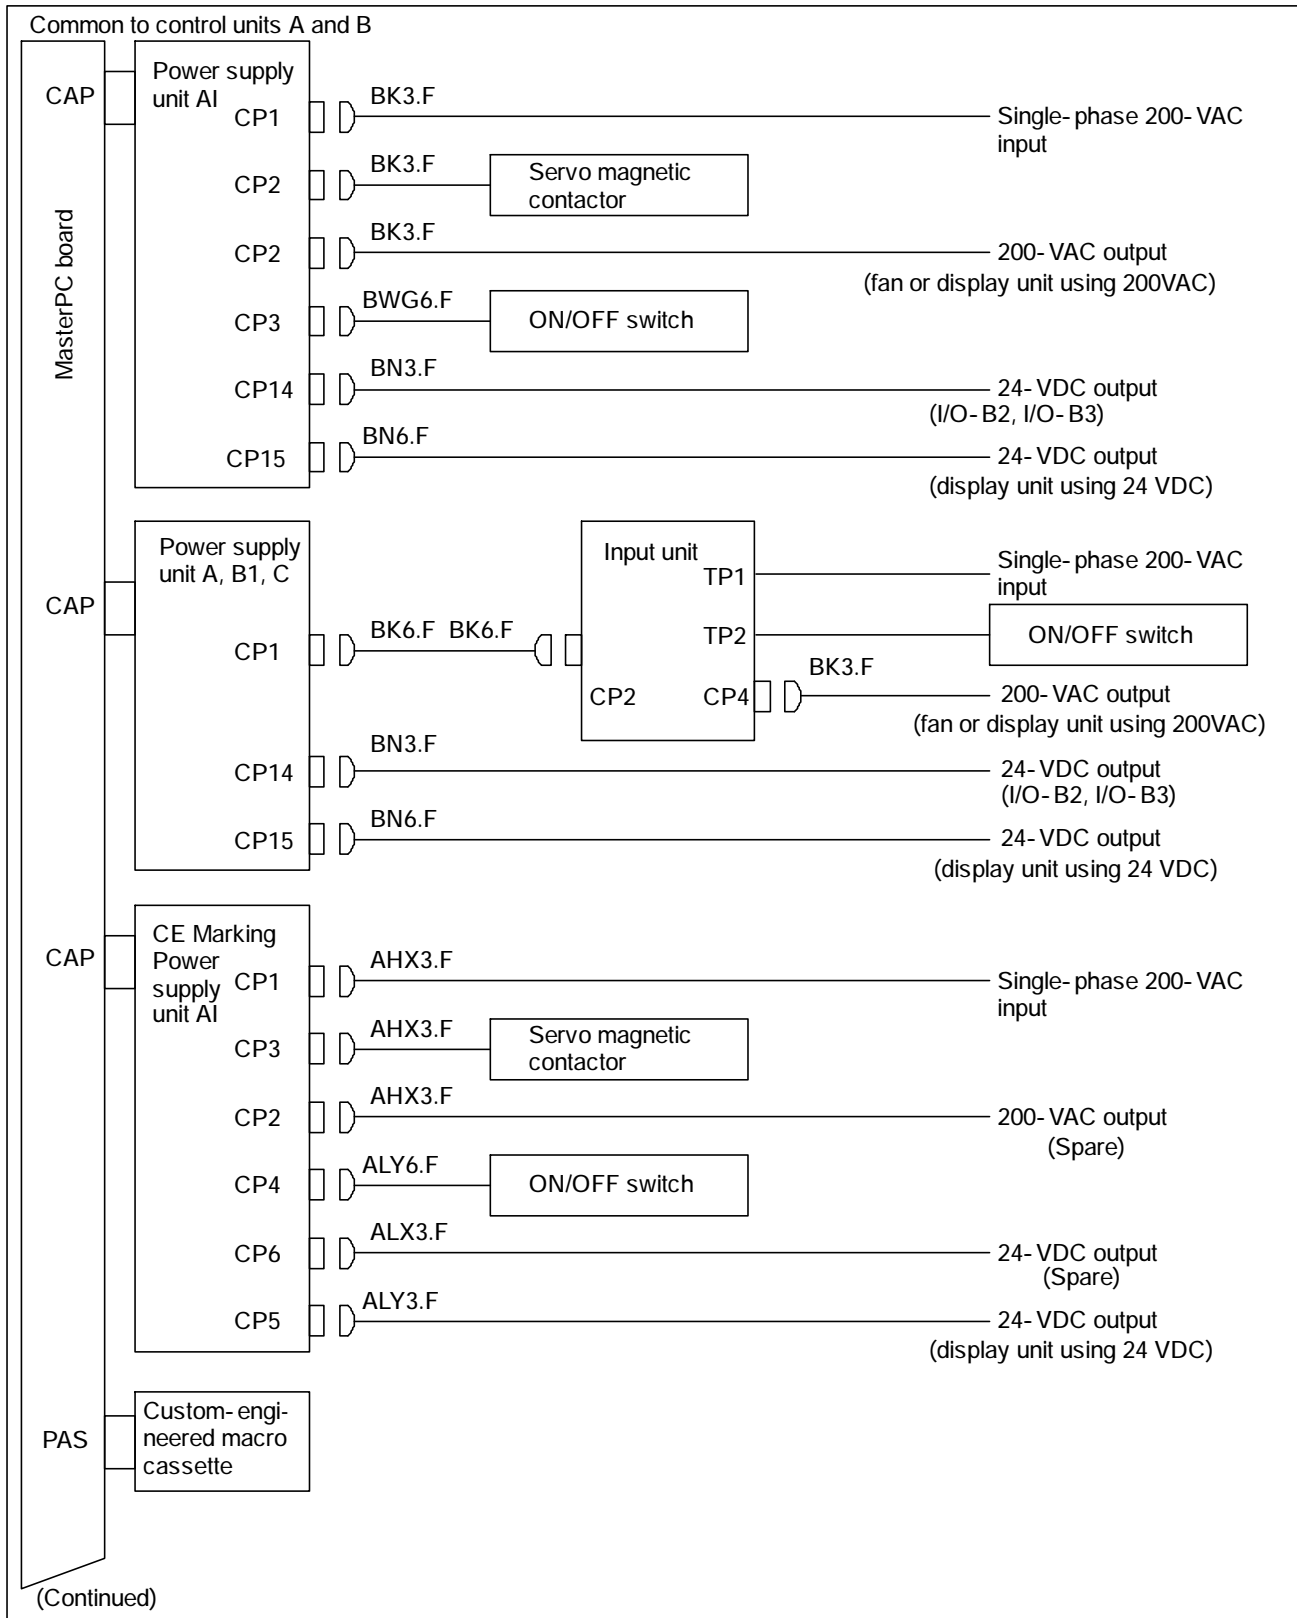 Common to control units A and B
MasterPC board
CAP
Power supply
unit AI
CP1
BK3.F
Single-phase 200-VAC
input
CP2
BK3.F
Servo magnetic
contactor
CP2
BK3.F
200-VAC output
(fan or display unit using 200VAC)
CP3
BWG6.F
ON/OFF switch
CP14
BN3.F
24-VDC output
(I/O-B2, I/O-B3)
CP15
BN6.F
24-VDC output
(display unit using 24 VDC)
CAP
Power supply
unit A, B1, C
CP1
BK6.F BK6.F
Input unit
CP2
TP1
Single-phase 200-VAC
input
TP2
ON/OFF switch
CP4
BK3.F
200-VAC output
(fan or display unit using 200VAC)
CP14
BN3.F
24-VDC output
(I/O-B2, I/O-B3)
CP15
BN6.F
24-VDC output
(display unit using 24 VDC)
CAP
CE Marking
Power
supply
unit AI
CP1
AHX3.F
Single-phase 200-VAC
input
CP3
AHX3.F
Servo magnetic
contactor
CP2
AHX3.F
200-VAC output
(Spare)
CP4
ALY6.F
ON/OFF switch
CP6
ALX3.F
24-VDC output
(Spare)
CP5
ALY3.F
24-VDC output
(display unit using 24 VDC)
PAS
Custom-engi-
neered macro
cassette
(Continued)